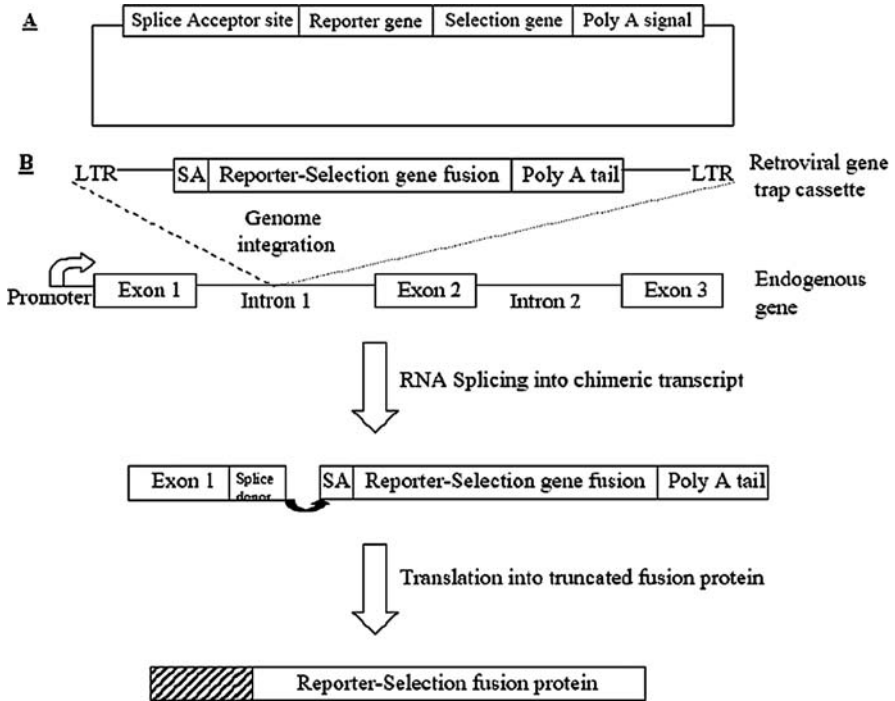 A
Splice Acceptor site Reporter gene Selection gene Poly A signal
B
LTR SA Reporter-Selection gene fusion Poly A tail LTR
Retroviral gene
trap cassette
Genome
integration
Promoter Exon 1 Intron 1 Exon 2 Intron 2 Exon 3
Endogenous
gene
RNA Splicing into chimeric transcript
Exon 1 Splice
donor
SA Reporter-Selection gene fusion Poly A tail
Translation into truncated fusion protein
Reporter-Selection fusion protein